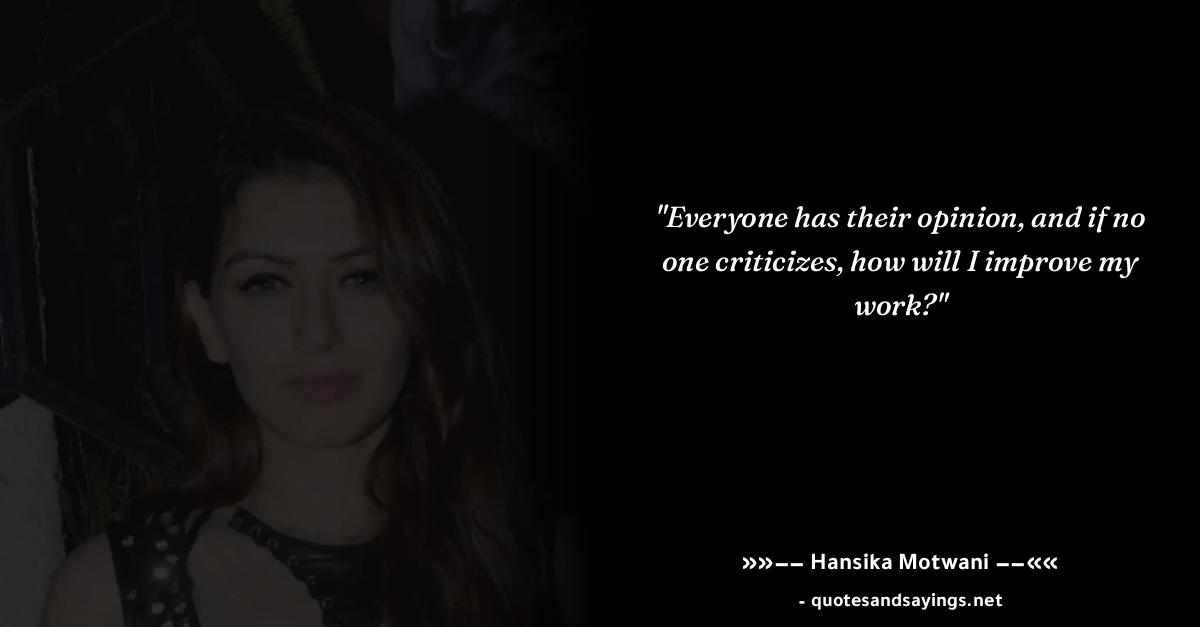 "Everyone has their opinion, and if no
one criticizes, how will I improve my
work?"
»»−− Hansika Motwani −−««
- quotesandsayings.net